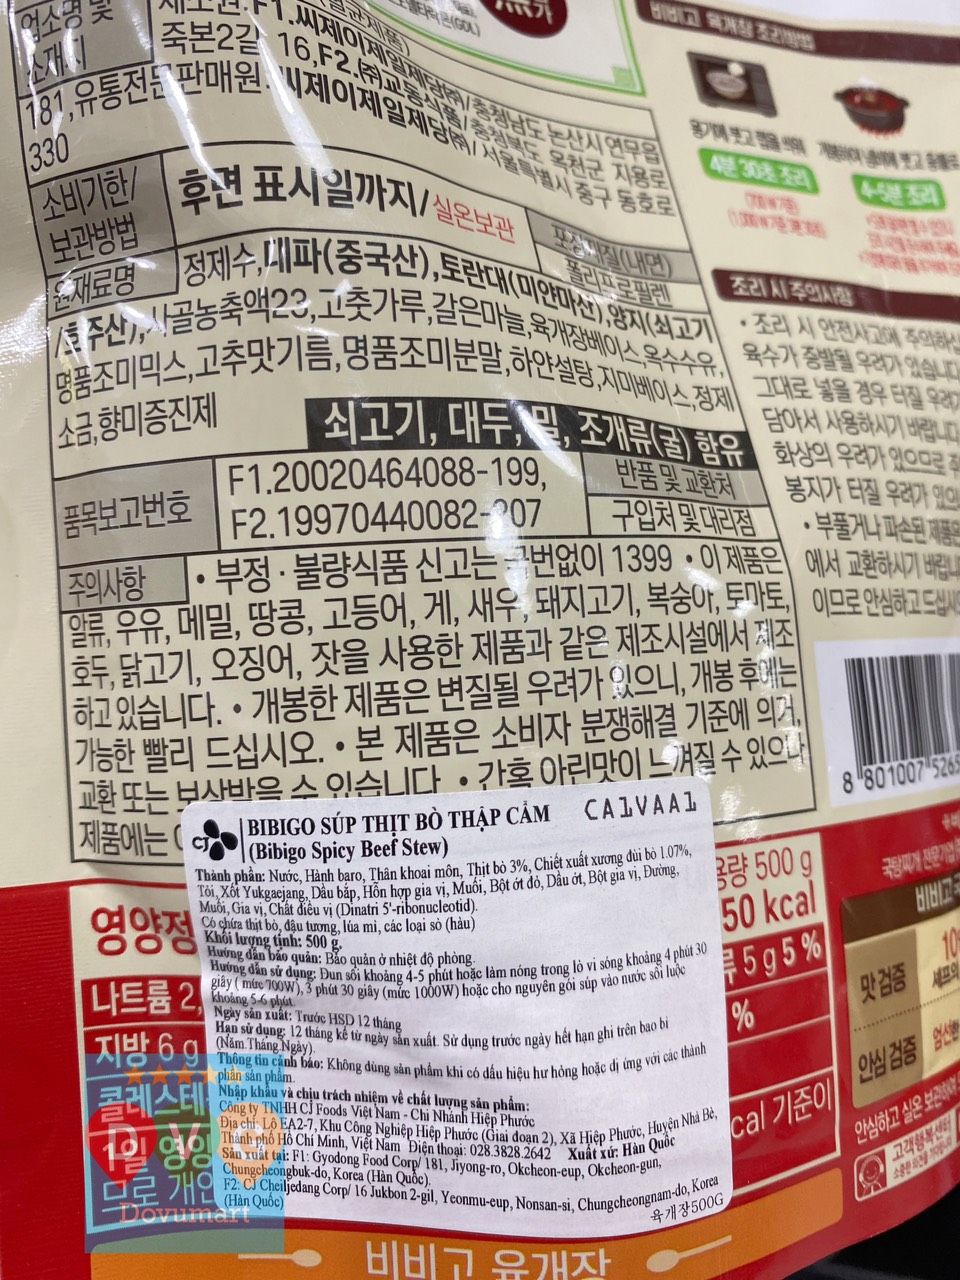 업소명 및
소재지
죽본2길 16,F2.㈜교동식품/충청북도 옥천군 지용로
181,유통전문판매원:씨제이제일제당㈜/서울특별시 중구 동호로
330
소비기한/
보관방법
후면 표시일까지/실온보관
포장재질(내면)
폴리프로필렌
원재료명
정제수,대파(중국산),토란대(미얀마산),양지(쇠고기
/호주산),사골농축액23,고춧가루,갈은마늘,육개장베이스,옥수수유,
명품조미믹스,고추맛기름,명품조미분말,하얀설탕,지미베이스,정제
소금,향미증진제
쇠고기, 대두, 밀, 조개류(굴) 함유
품목보고번호
F1.20020464088-199,
F2.19970440082-207
반품 및 교환처
구입처 및 대리점
주의사항
• 부정 · 불량식품 신고는 국번없이 1399 • 이 제품은
알류, 우유, 메밀, 땅콩, 고등어, 게, 새우, 돼지고기, 복숭아, 토마토,
호두, 닭고기, 오징어, 잣을 사용한 제품과 같은 제조시설에서 제조
하고 있습니다. • 개봉한 제품은 변질될 우려가 있으니, 개봉 후에는
가능한 빨리 드십시오. • 본 제품은 소비자 분쟁해결 기준에 의거,
교환 또는 보상받을 수 있습니다. • 간혹 아린맛이 느껴질 수 있으나
제품에는
비비고 육개장 조리방법
4분 30초 조리
4~5분 조리
조리 시 주의사항
• 조리 시 안전사고에 주의하
육수가 증발될 우려가 있습니다
그대로 넣을 경우 터질 우려
담아서 사용하시기 바랍니다
화상의 우려가 있으므로
봉지가 터질 우려가 있으
• 부풀거나 파손된 제품은
에서 교환하시기 바랍니
이므로 안심하고 드십시
8 801007 5265
CJ
BIBIGO SÚP THỊT BÒ THẬP CẨM CA1VAA1
(Bibigo Spicy Beef Stew)
Thành phần: Nước, Hành baro, Thân khoai môn, Thịt bò 3%, Chiết xuất xương đùi bò 1.07%,
Tỏi, Xốt Yukgaejang, Dầu bắp, Hỗn hợp gia vị, Muối, Bột ớt đỏ, Dầu ớt, Bột gia vị, Đường,
Muối, Gia vị, Chất điều vị (Dinatri 5'-ribonucleotid).
Có chứa thịt bò, đậu tương, lúa mì, các loại sò (hàu)
Khối lượng tịnh: 500 g.
Hướng dẫn bảo quản: Bảo quản ở nhiệt độ phòng.
Hướng dẫn sử dụng: Đun sôi khoảng 4-5 phút hoặc làm nóng trong lò vi sóng khoảng 4 phút 30
giây ( mức 700W), 3 phút 30 giây (mức 1000W) hoặc cho nguyên gói súp vào nước sôi luộc
khoảng 5-6 phút.
Ngày sản xuất: Trước HSD 12 tháng
Hạn sử dụng: 12 tháng kể từ ngày sản xuất. Sử dụng trước ngày hết hạn ghi trên bao bì
(Năm.Tháng.Ngày).
Thông tin cảnh báo: Không dùng sản phẩm khi có dấu hiệu hư hỏng hoặc dị ứng với các thành
phần sản phẩm.
Nhập khẩu và chịu trách nhiệm về chất lượng sản phẩm:
Công ty TNHH CJ Foods Việt Nam - Chi Nhánh Hiệp Phước
Địa chỉ: Lô EA2-7, Khu Công Nghiệp Hiệp Phước (Giai đoạn 2), Xã Hiệp Phước, Huyện Nhà Bè,
Thành phố Hồ Chí Minh, Việt Nam Điện thoại: 028.3828.2642 Xuất xứ: Hàn Quốc
Sản xuất tại: F1: Gyodong Food Corp/ 181, Jiyong-ro, Okcheon-eup, Okcheon-gun,
Chungcheongbuk-do, Korea (Hàn Quốc).
F2: CJ Cheiljedang Corp/ 16 Jukbon 2-gil, Yeonmu-eup, Nonsan-si, Chungcheongnam-do, Korea
(Hàn Quốc)
육개장500G
영양정
용량 500 g
50 kcal
나트륨 2,
류 5 g 5 %
지방 6 g
%
콜레스테
1일 영양
cal 기준이
므로 개인
DVS
Dovumart
맛 검증
안심 검증
비비고 육개장